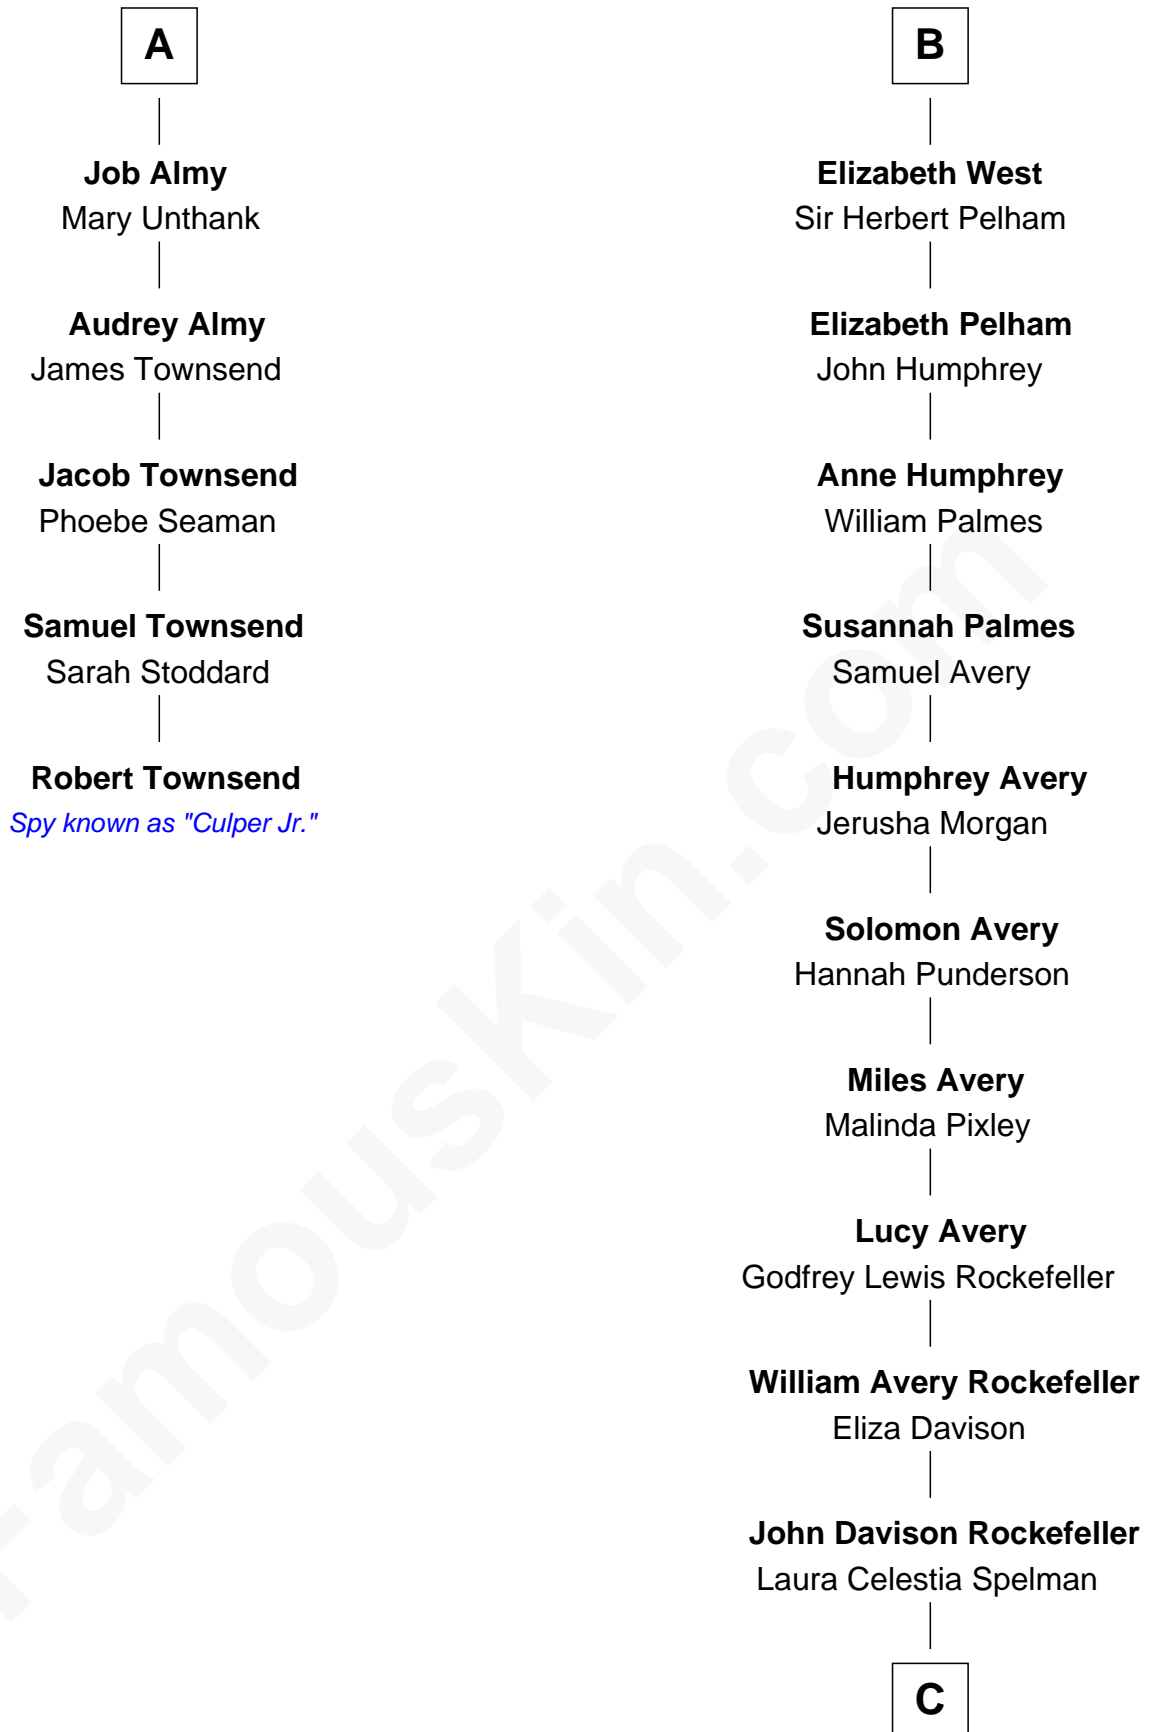 A
Job Almy
Mary Unthank
Audrey Almy
James Townsend
Jacob Townsend
Phoebe Seaman
Samuel Townsend
Sarah Stoddard
Robert Townsend
Spy known as "Culper Jr."
B
Elizabeth West
Sir Herbert Pelham
Elizabeth Pelham
John Humphrey
Anne Humphrey
William Palmes
Susannah Palmes
Samuel Avery
Humphrey Avery
Jerusha Morgan
Solomon Avery
Hannah Punderson
Miles Avery
Malinda Pixley
Lucy Avery
Godfrey Lewis Rockefeller
William Avery Rockefeller
Eliza Davison
John Davison Rockefeller
Laura Celestia Spelman
C
FamousKin.com